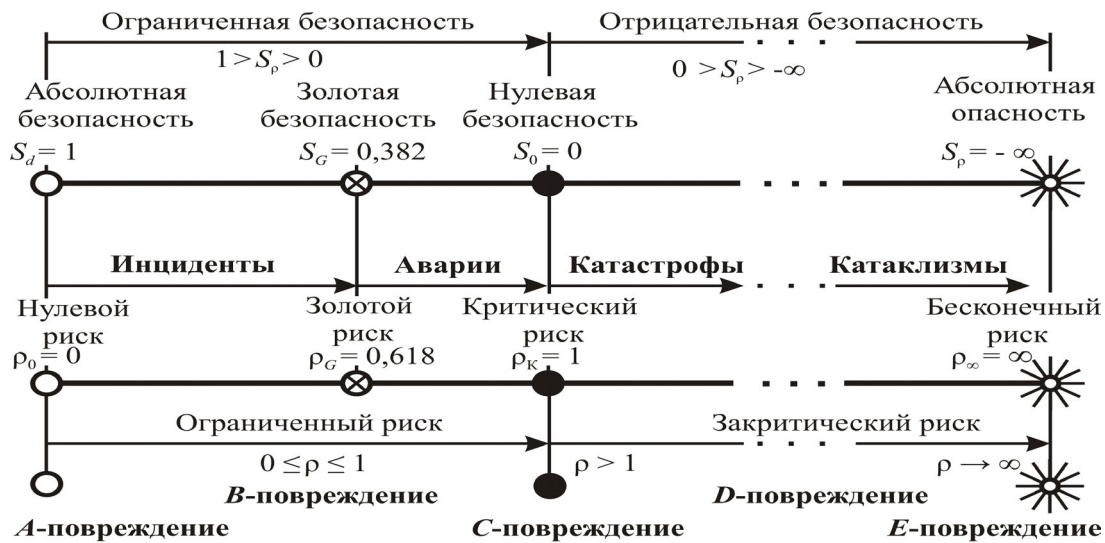 Ограниченная безопасность
Отрицательная безопасность
1 > Sρ > 0
0 > Sρ > -∞
Абсолютная
безопасность
Золотая
безопасность
Нулевая
безопасность
Абсолютная
опасность
Sd = 1
SG = 0,382
S0 = 0
Sρ = - ∞
Инциденты
Аварии
Катастрофы
Катаклизмы
Нулевой
риск
Золотой
риск
Критический
риск
Бесконечный
риск
ρ0 = 0
ρG = 0,618
ρК = 1
ρ∞ = ∞
Ограниченный риск
Закритический риск
0 ≤ ρ ≤ 1
ρ > 1
ρ → ∞
B-повреждение
D-повреждение
A-повреждение
C-повреждение
E-повреждение